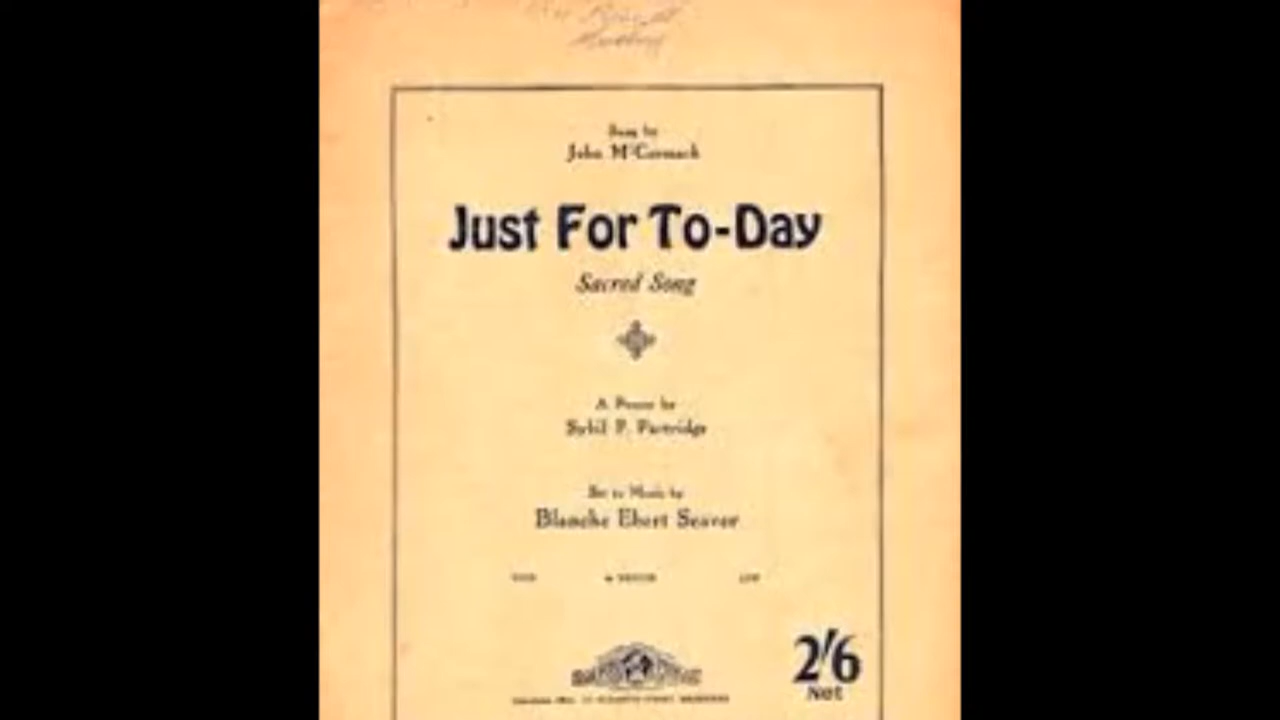 Sung by
John McCormack
Just For To-Day
Sacred Song
A Poem by
Sybil F. Partridge
Set to Music by
Blanche Ebert Seaver
2'6
Net